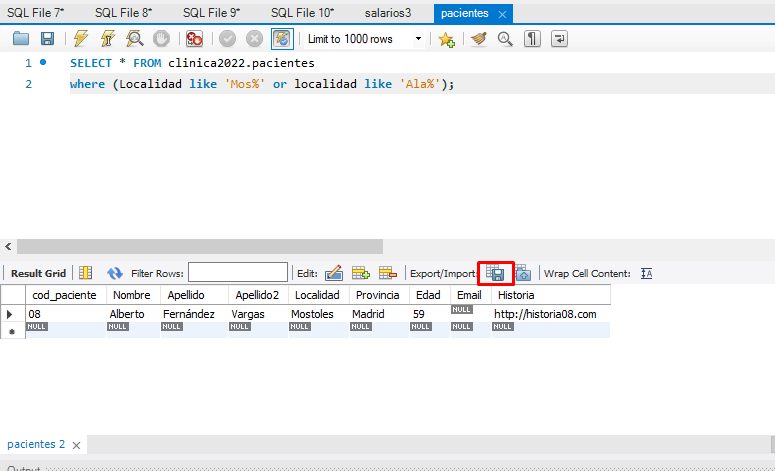 SQL File 7* SQL File 8* SQL File 9* SQL File 10* salarios3 pacientes
Limit to 1000 rows
1 SELECT * FROM clinica2022.pacientes
2 where (Localidad like 'Mos%' or localidad like 'Ala%');
Result Grid Filter Rows: Edit: Export/Import: Wrap Cell Content:
cod_paciente Nombre Apellido Apellido2 Localidad Provincia Edad Email Historia
08 Alberto Fernández Vargas Mostoles Madrid 59 NULL http://historia08.com
NULL NULL NULL NULL NULL NULL NULL NULL NULL
pacientes 2
Output